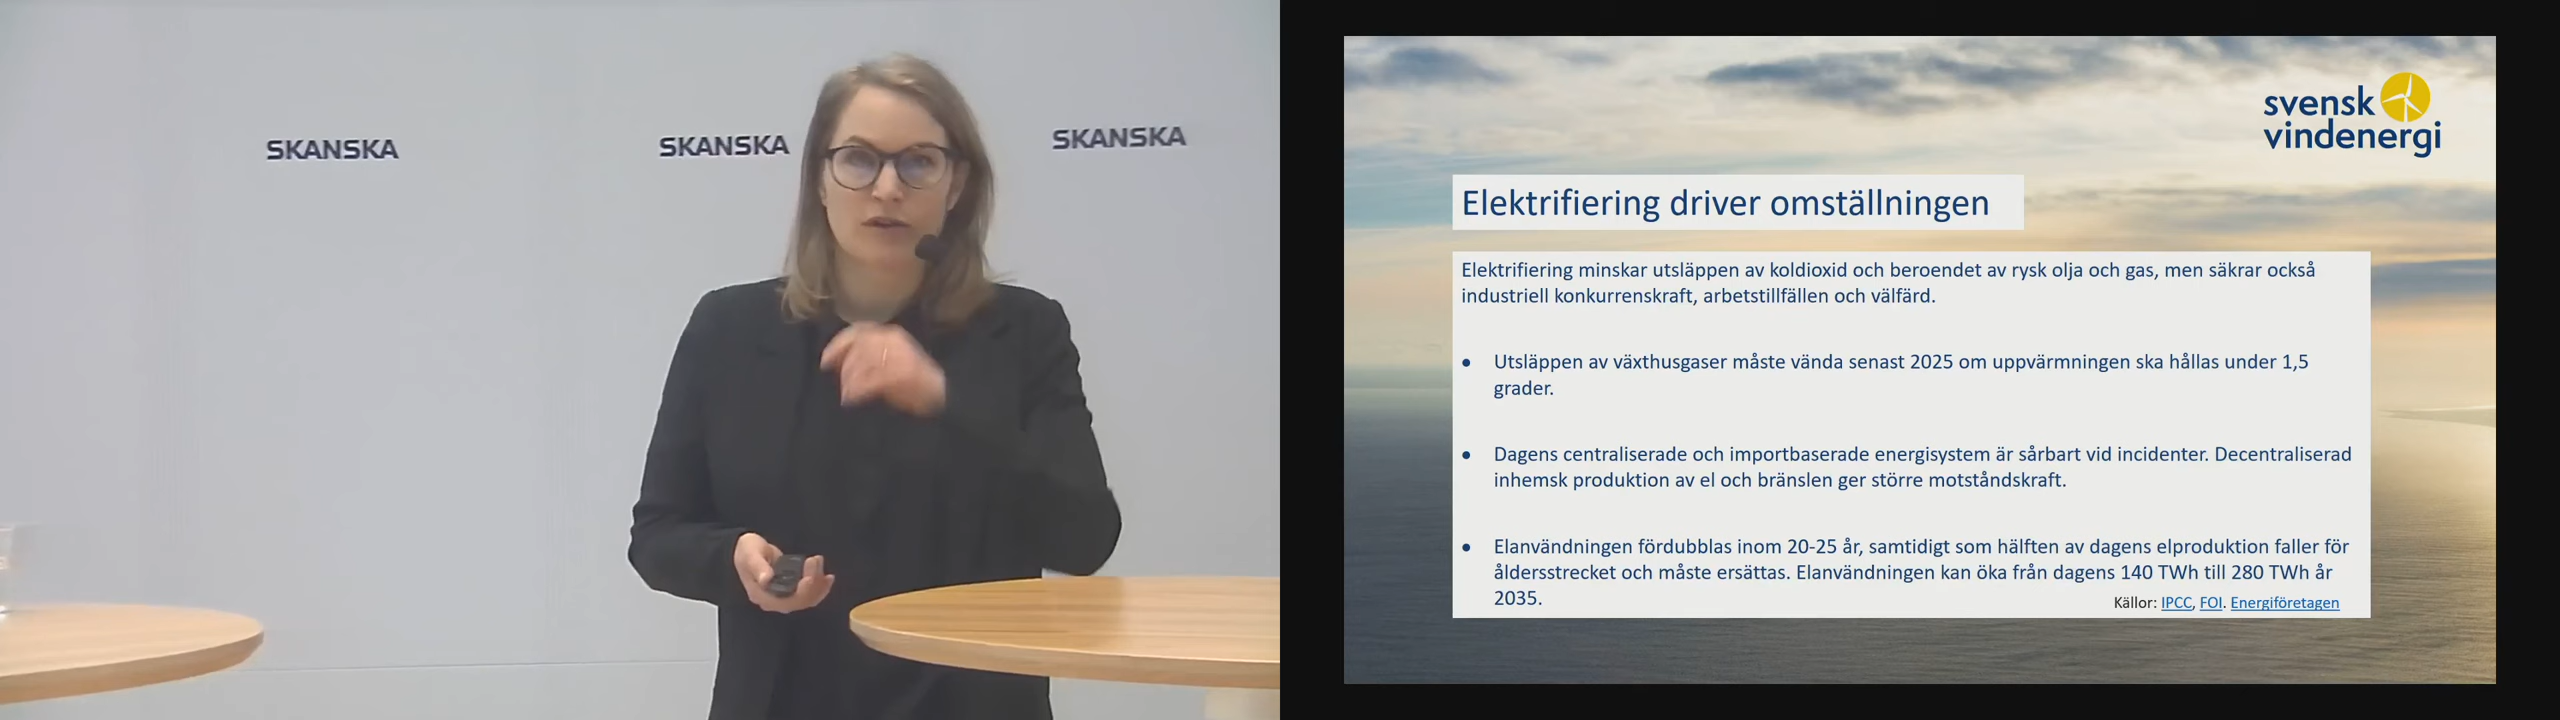 SKANSKA
SKANSKA
SKANSKA
svensk
vindenergi
Elektrifiering driver omställningen
Elektrifiering minskar utsläppen av koldioxid och beroendet av rysk olja och gas, men säkrar också
industriell konkurrenskraft, arbetstillfällen och välfärd.
• Utsläppen av växthusgaser måste vända senast 2025 om uppvärmningen ska hållas under 1,5
grader.
• Dagens centraliserade och importbaserade energisystem är sårbart vid incidenter. Decentraliserad
inhemsk produktion av el och bränslen ger större motståndskraft.
• Elanvändningen fördubblas inom 20-25 år, samtidigt som hälften av dagens elproduktion faller för
åldersstrecket och måste ersättas. Elanvändningen kan öka från dagens 140 TWh till 280 TWh år
2035.
Källor: IPCC, FOI. Energiföretagen